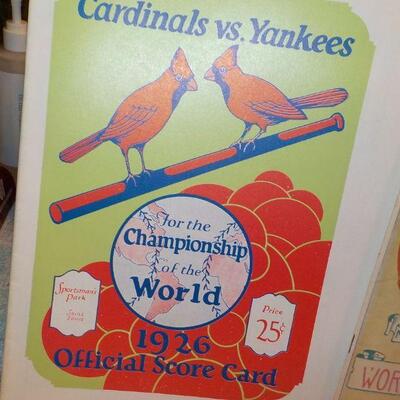 Cardinals vs. Yankees
for the
Championship
of the
World
Sportsman's
Park
Price
25¢
1926
Official Score Card
WOR